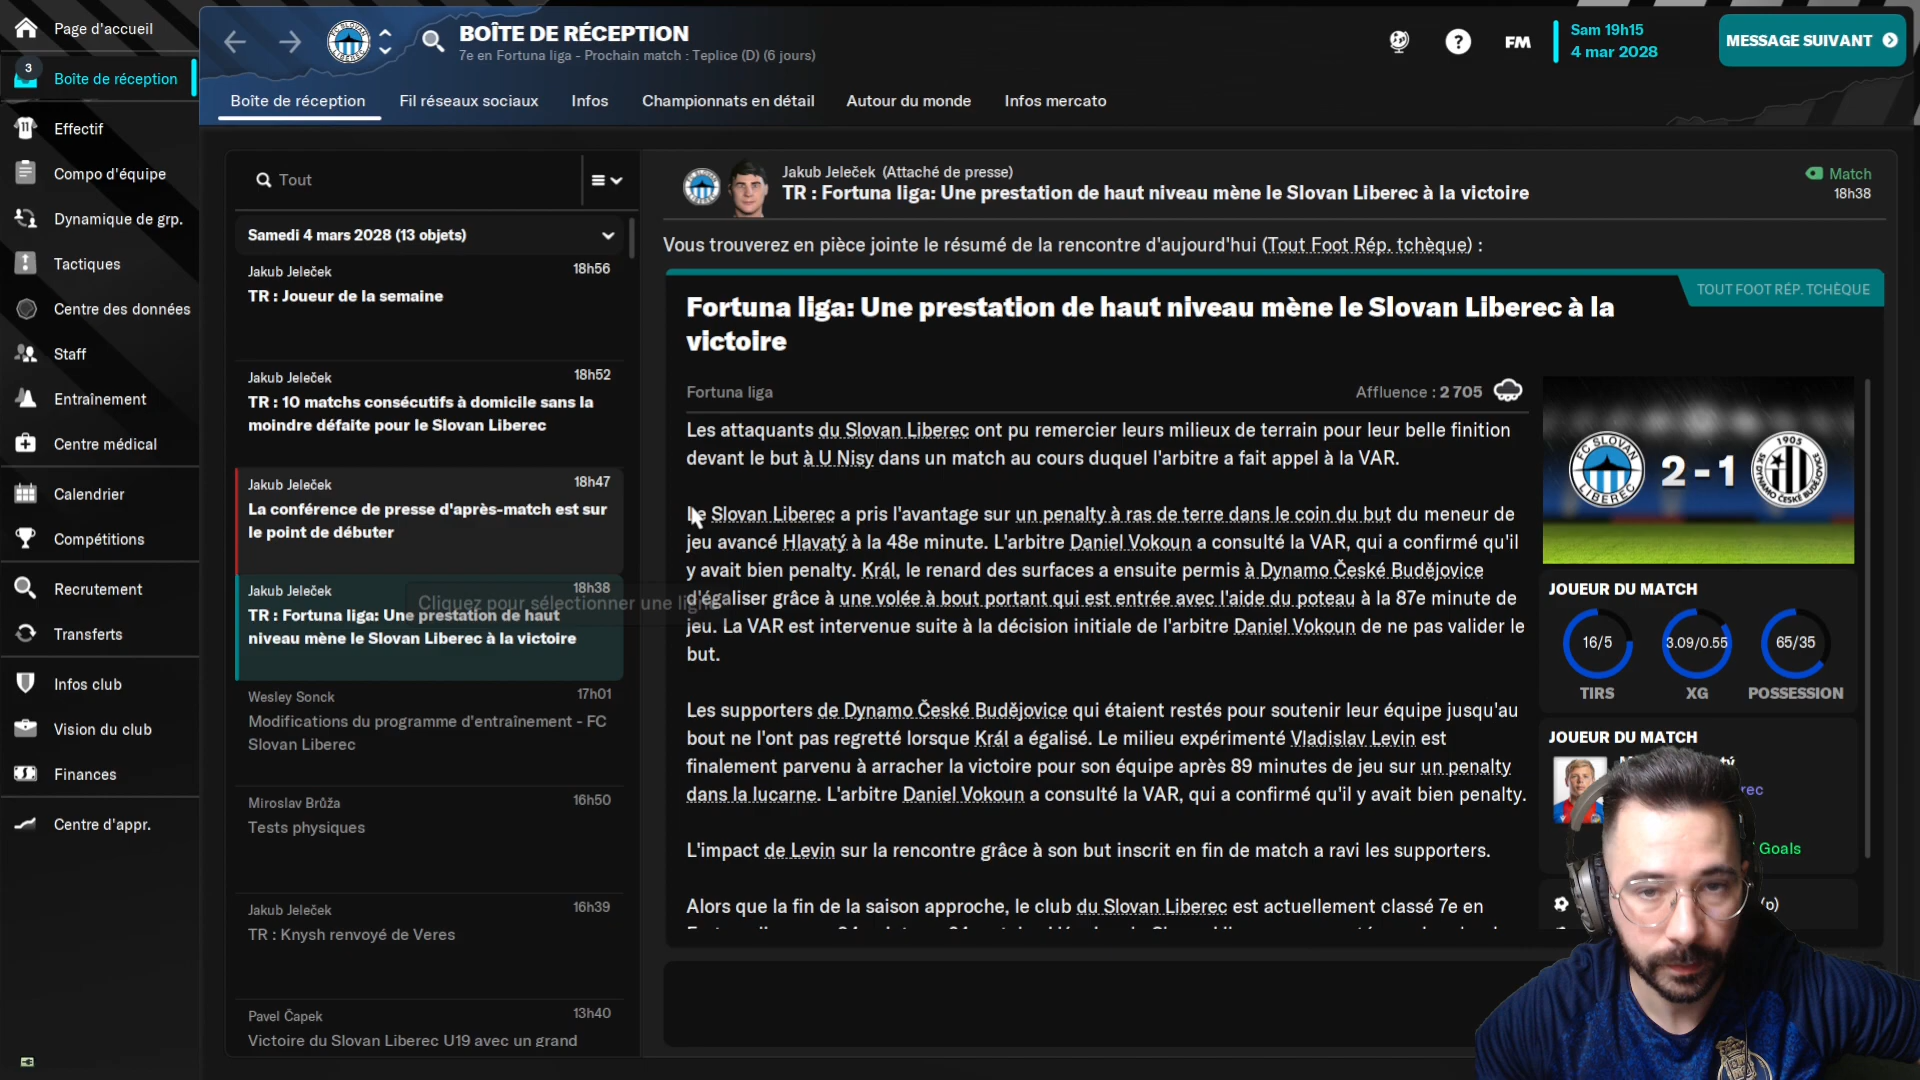 Page d'accueil
3
Boîte de réception
Effectif
Compo d'équipe
Dynamique de grp.
Tactiques
Centre des données
Staff
Entraînement
Centre médical
Calendrier
Compétitions
Recrutement
Transferts
Infos club
Vision du club
Finances
Centre d'appr.
BOÎTE DE RÉCEPTION
7e en Fortuna liga - Prochain match : Teplice (D) (6 jours)
FM
Sam 19h15
4 mar 2028
MESSAGE SUIVANT
Boîte de réception
Fil réseaux sociaux
Infos
Championnats en détail
Autour du monde
Infos mercato
Tout
Samedi 4 mars 2028 (13 objets)
Jakub Jeleček 18h56
TR : Joueur de la semaine
Jakub Jeleček 18h52
TR : 10 matchs consécutifs à domicile sans la
moindre défaite pour le Slovan Liberec
Jakub Jeleček 18h47
La conférence de presse d'après-match est sur
le point de débuter
Jakub Jeleček 18h38
Cliquez pour sélectionner une ligne
TR : Fortuna liga: Une prestation de haut
niveau mène le Slovan Liberec à la victoire
Wesley Sonck 17h01
Modifications du programme d'entraînement - FC
Slovan Liberec
Miroslav Brůža 16h50
Tests physiques
Jakub Jeleček 16h39
TR : Knysh renvoyé de Veres
Pavel Čapek 13h40
Victoire du Slovan Liberec U19 avec un grand
Jakub Jeleček (Attaché de presse)
TR : Fortuna liga: Une prestation de haut niveau mène le Slovan Liberec à la victoire
Match
18h38
Vous trouverez en pièce jointe le résumé de la rencontre d'aujourd'hui (Tout Foot Rép. tchèque) :
TOUT FOOT RÉP. TCHÈQUE
Fortuna liga: Une prestation de haut niveau mène le Slovan Liberec à la
victoire
Fortuna liga
Affluence : 2 705
Les attaquants du Slovan Liberec ont pu remercier leurs milieux de terrain pour leur belle finition
devant le but à U Nisy dans un match au cours duquel l'arbitre a fait appel à la VAR.
Le Slovan Liberec a pris l'avantage sur un penalty à ras de terre dans le coin du but du meneur de
jeu avancé Hlavatý à la 48e minute. L'arbitre Daniel Vokoun a consulté la VAR, qui a confirmé qu'il
y avait bien penalty. Král, le renard des surfaces a ensuite permis à Dynamo České Budějovice
d'égaliser grâce à une volée à bout portant qui est entrée avec l'aide du poteau à la 87e minute de
jeu. La VAR est intervenue suite à la décision initiale de l'arbitre Daniel Vokoun de ne pas valider le
but.
Les supporters de Dynamo České Budějovice qui étaient restés pour soutenir leur équipe jusqu'au
bout ne l'ont pas regretté lorsque Král a égalisé. Le milieu expérimenté Vladislav Levin est
finalement parvenu à arracher la victoire pour son équipe après 89 minutes de jeu sur un penalty
dans la lucarne. L'arbitre Daniel Vokoun a consulté la VAR, qui a confirmé qu'il y avait bien penalty.
L'impact de Levin sur la rencontre grâce à son but inscrit en fin de match a ravi les supporters.
Alors que la fin de la saison approche, le club du Slovan Liberec est actuellement classé 7e en
FC SLOVAN
LIBEREC
2 - 1
1905
SK DYNAMO ČESKÉ BUDĚJOVICE
JOUEUR DU MATCH
16/5
3.09/0.55
65/35
TIRS
XG
POSSESSION
JOUEUR DU MATCH
Goals
(p)